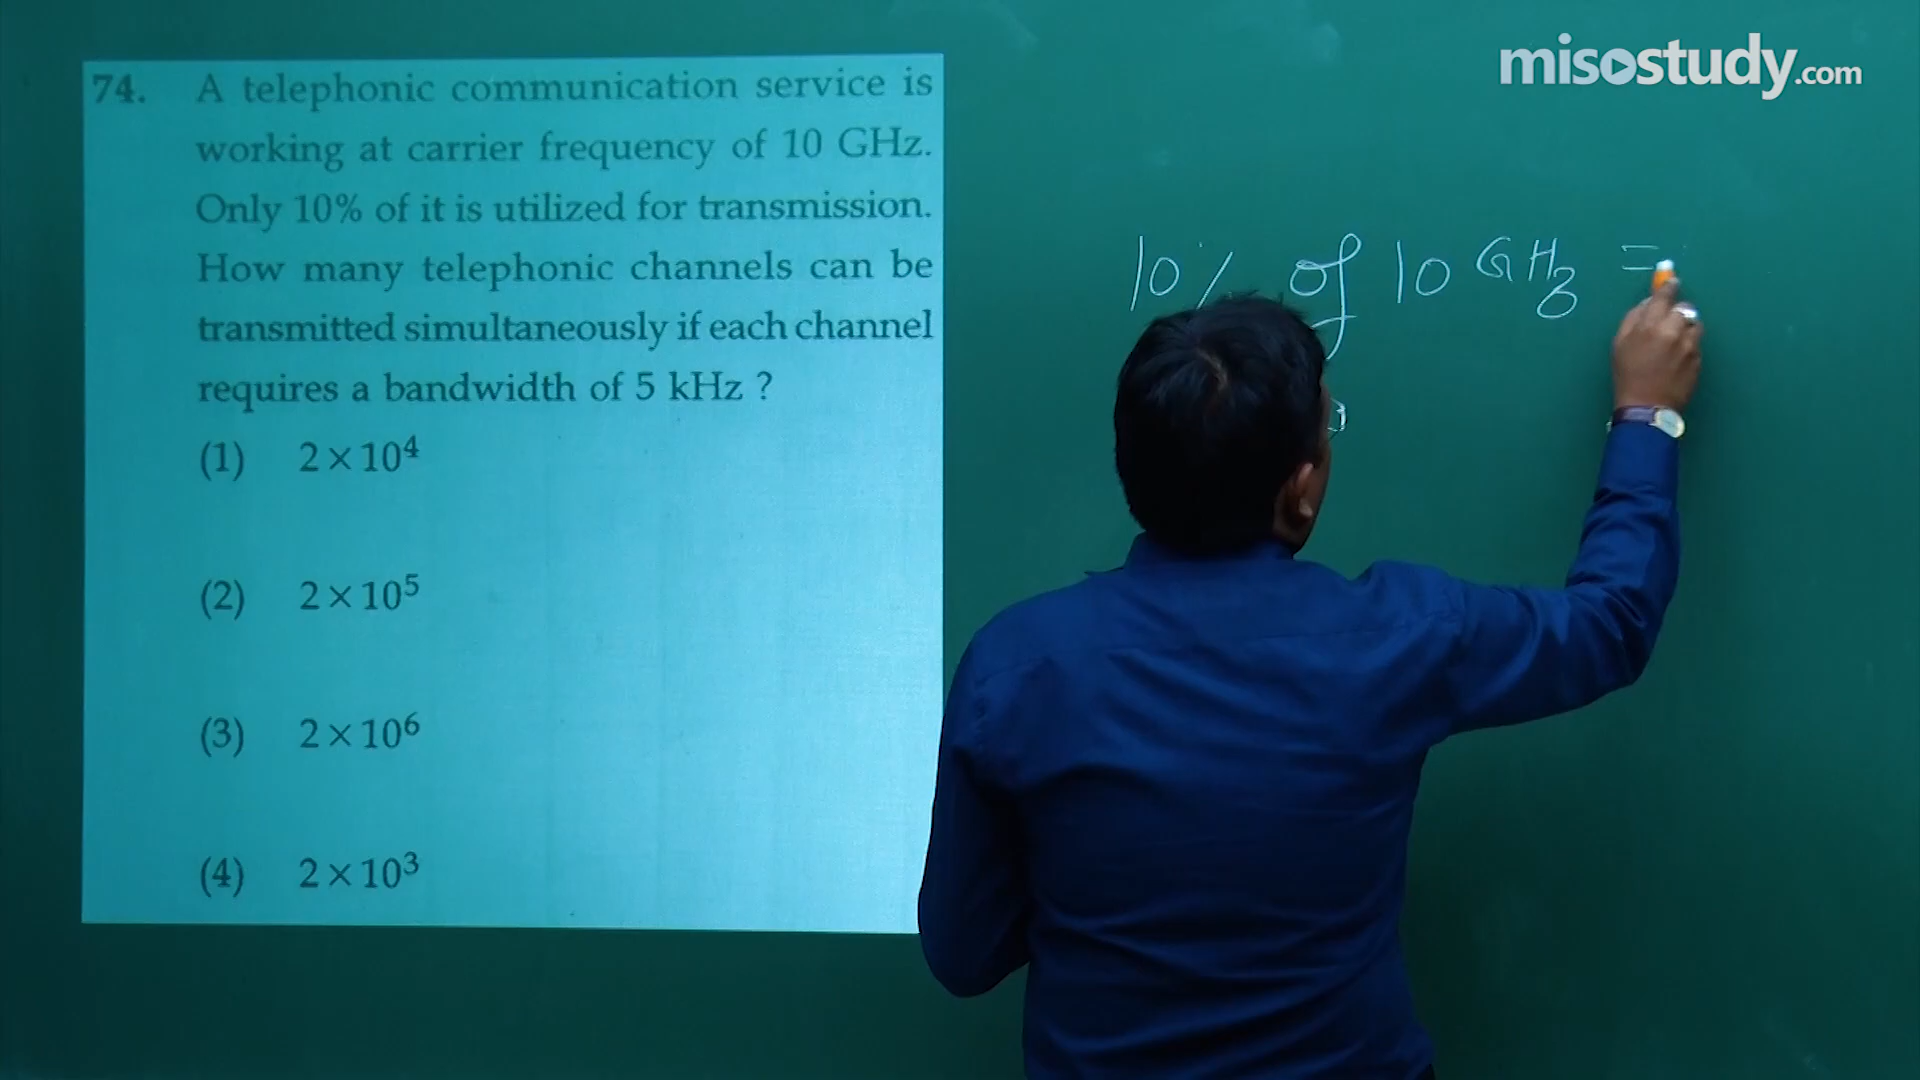 misostudy.com
74. A telephonic communication service is
working at carrier frequency of 10 GHz.
Only 10% of it is utilized for transmission.
How many telephonic channels can be
transmitted simultaneously if each channel
requires a bandwidth of 5 kHz ?
(1) 2×10⁴
(2) 2×10⁵
(3) 2×10⁶
(4) 2×10³
10% of 10 GHz =